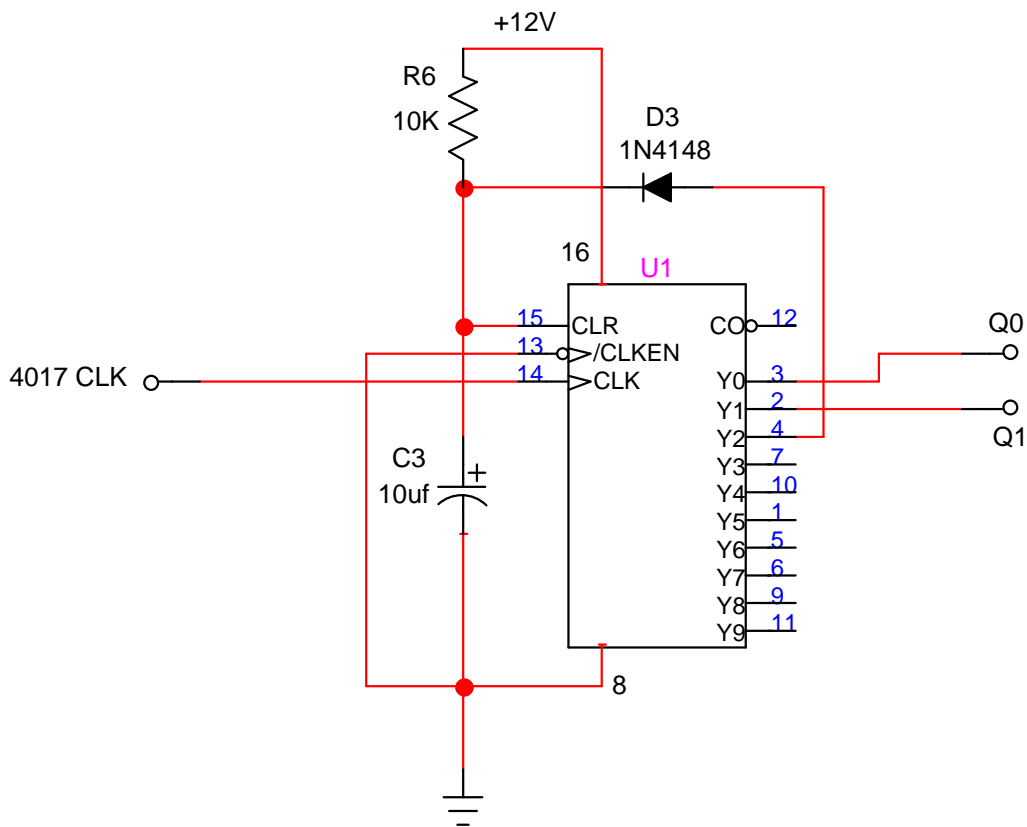 +12V
R6
10K
D3
1N4148
16
U1
15
CLR
CO
12
13
/CLKEN
Q0
4017 CLK
14
CLK
Y0
3
Y1
2
Q1
Y2
4
C3
10uf
+
Y3
7
Y4
10
Y5
1
Y6
5
Y7
6
Y8
9
Y9
11
8